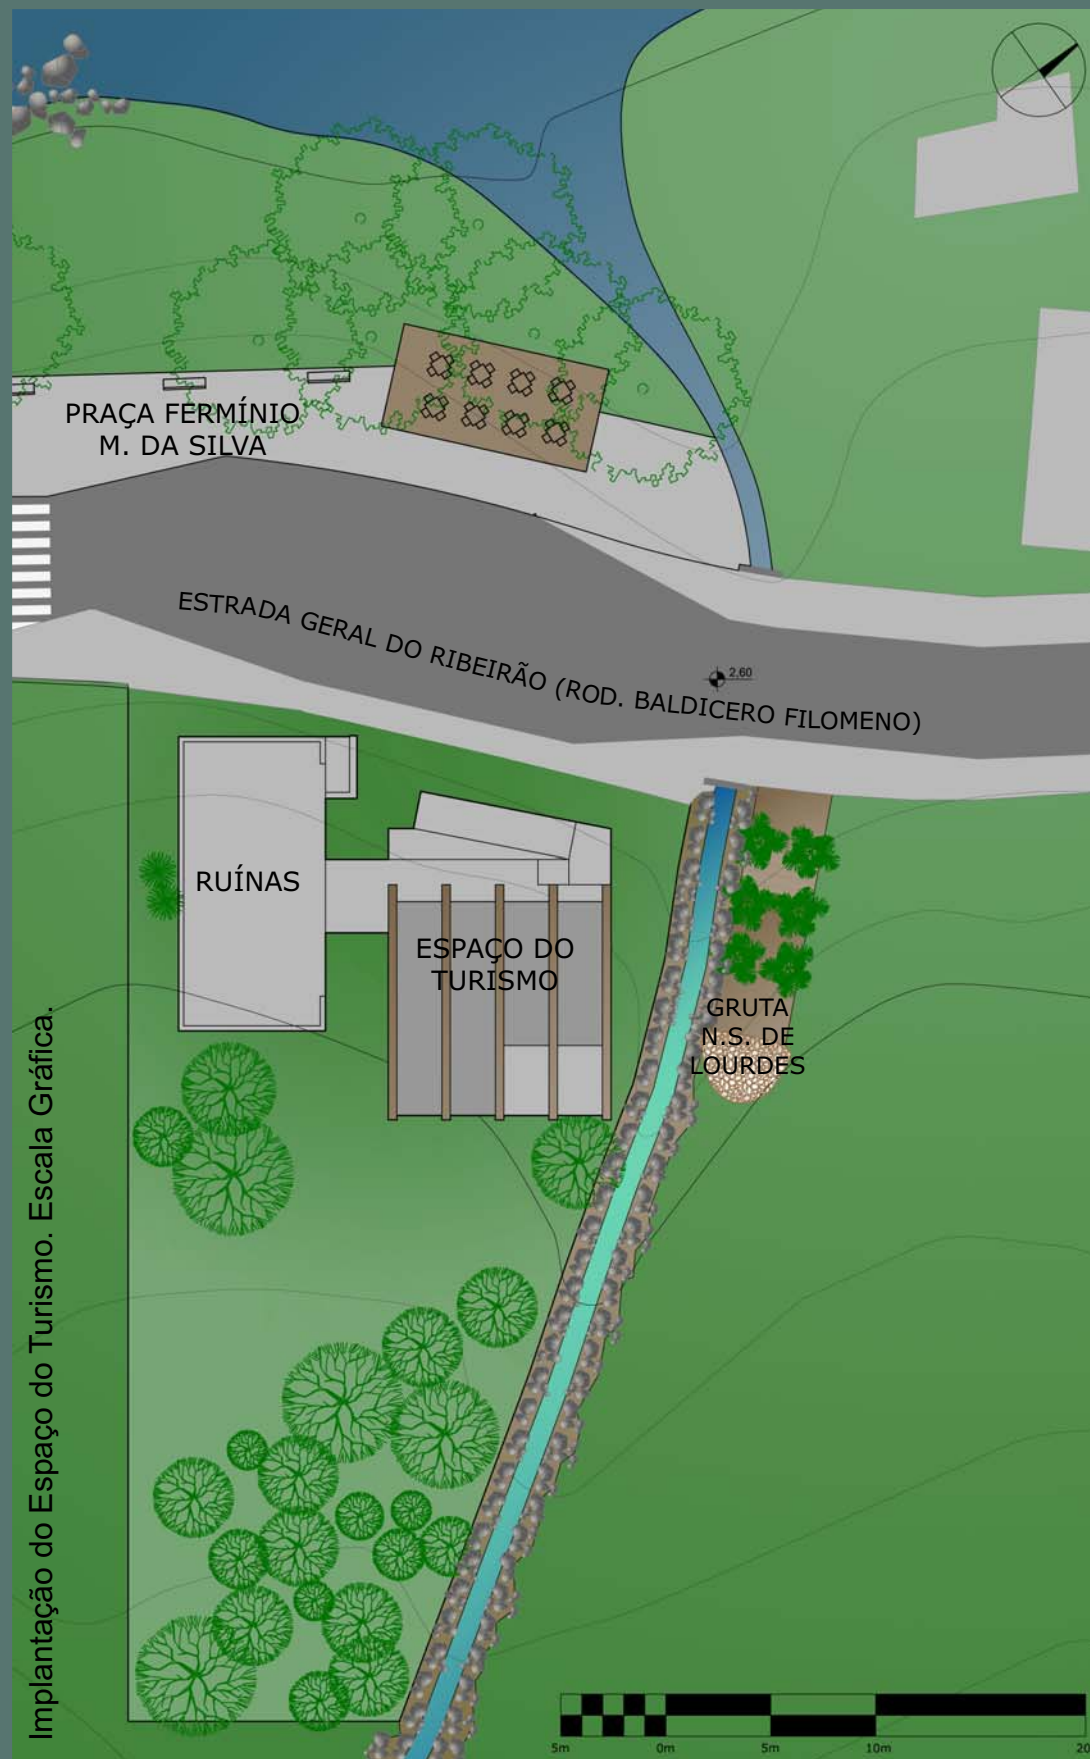 PRAÇA FERMÍNIO
M. DA SILVA
ESTRADA GERAL DO RIBEIRÃO (ROD. BALDICERO FILOMENO)
2,60
RUÍNAS
ESPAÇO DO
TURISMO
GRUTA
N.S. DE
LOURDES
Implantação do Espaço do Turismo. Escala Gráfica.
5m 0m 5m 10m 20